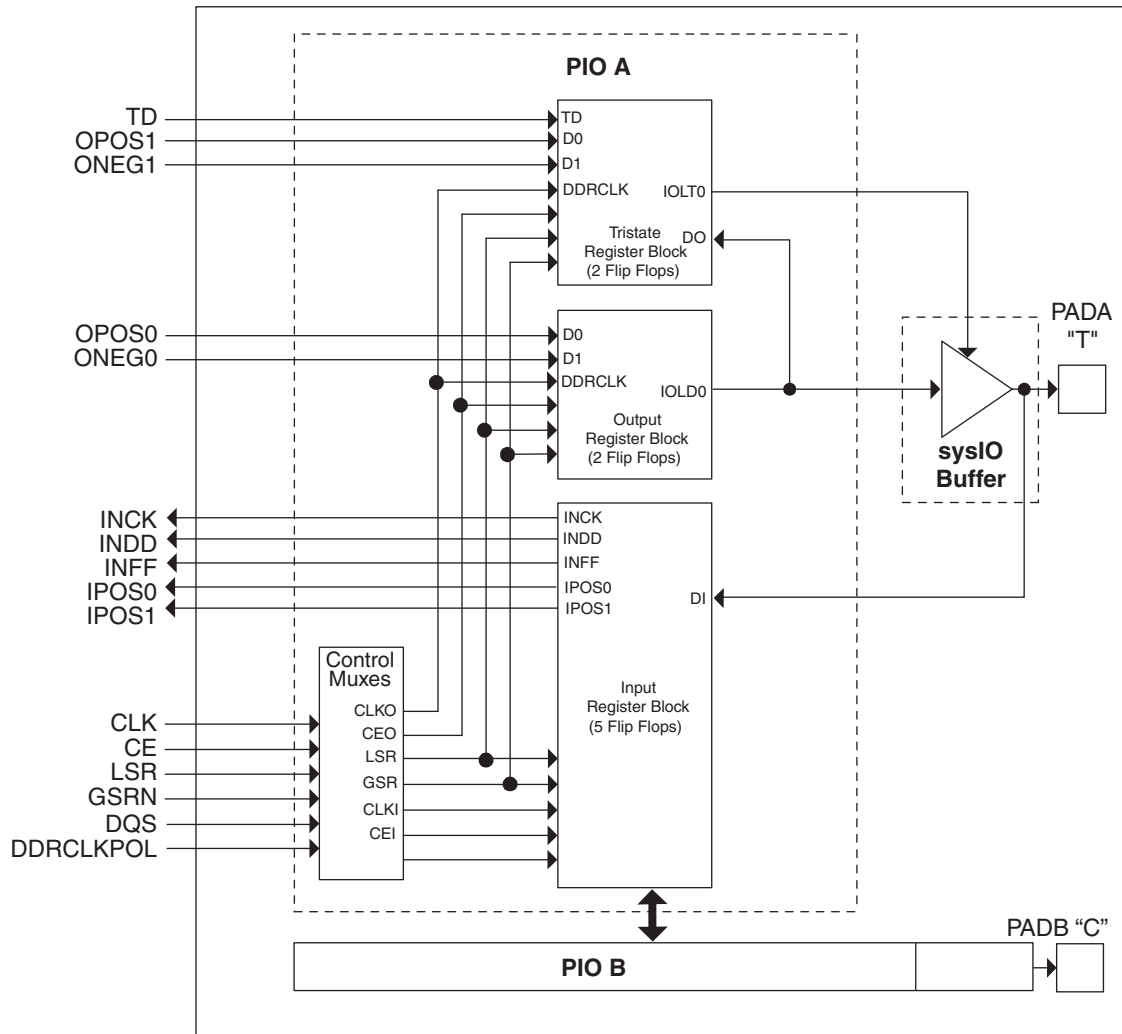 PIO A
TD
OPOS1
ONEG1
TD
D0
D1
DDRCLK
IOLT0
Tristate
Register Block
(2 Flip Flops)
DO
OPOS0
ONEG0
D0
D1
DDRCLK
IOLD0
Output
Register Block
(2 Flip Flops)
PADA
"T"
sysIO
Buffer
INCK
INDD
INFF
IPOS0
IPOS1
INCK
INDD
INFF
IPOS0
IPOS1
DI
Input
Register Block
(5 Flip Flops)
Control
Muxes
CLKO
CEO
LSR
GSR
CLKI
CEI
CLK
CE
LSR
GSRN
DQS
DDRCLKPOL
PADB “C”
PIO B